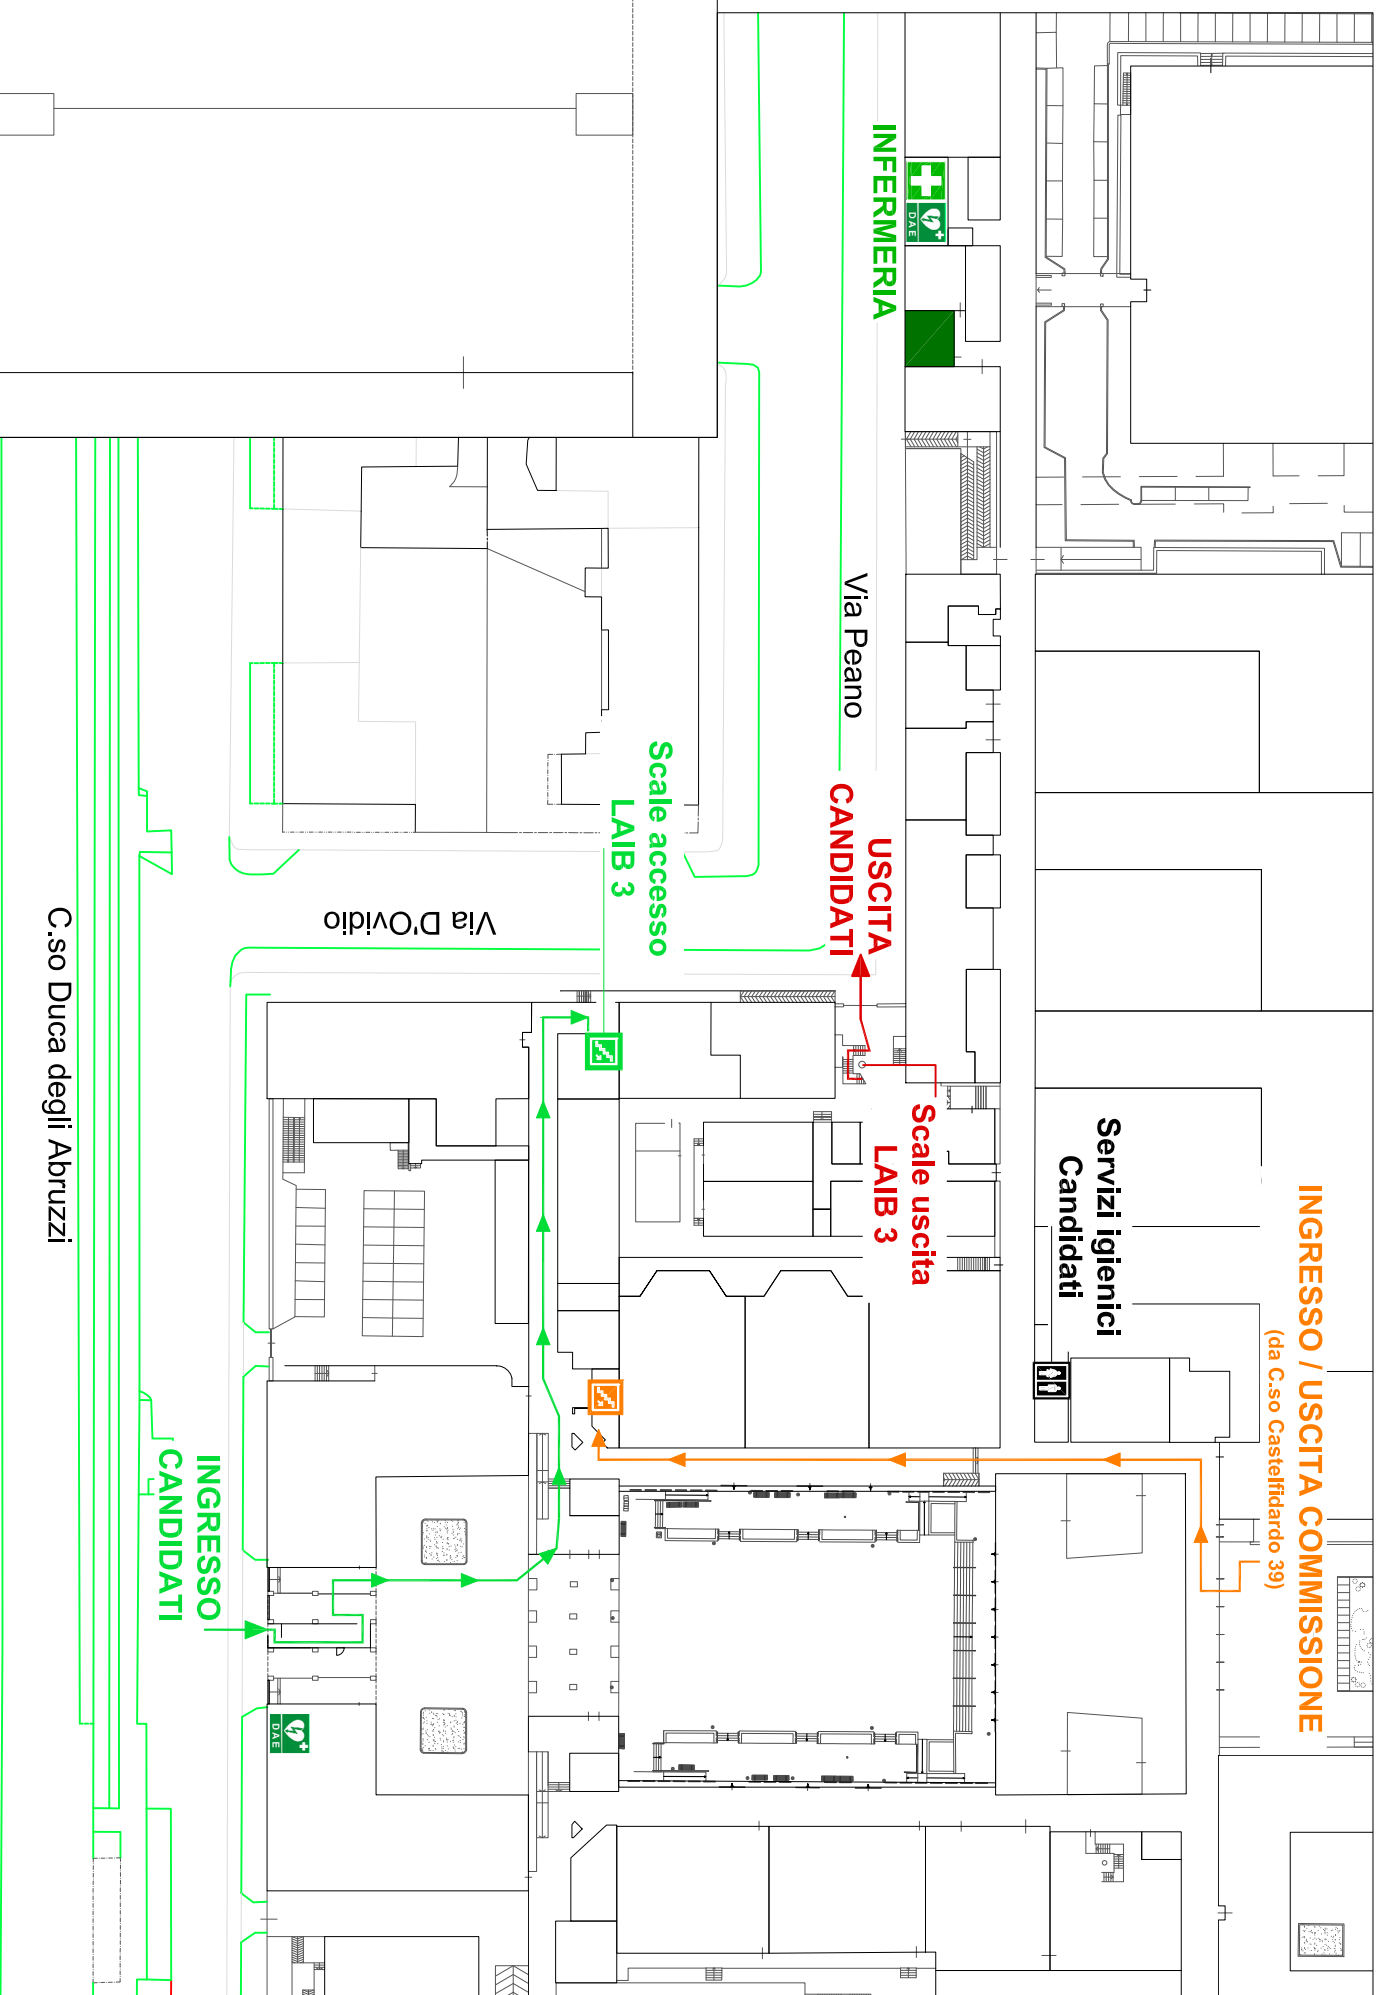 INGRESSO / USCITA COMMISSIONE
(da C.so Castelfidardo 39)
Servizi igienici
Candidati
INFERMERIA
DAE
Via Peano
USCITA
CANDIDATI
Scale uscita
LAIB 3
Scale accesso
LAIB 3
Via D'Ovidio
INGRESSO
CANDIDATI
DAE
C.so Duca degli Abruzzi